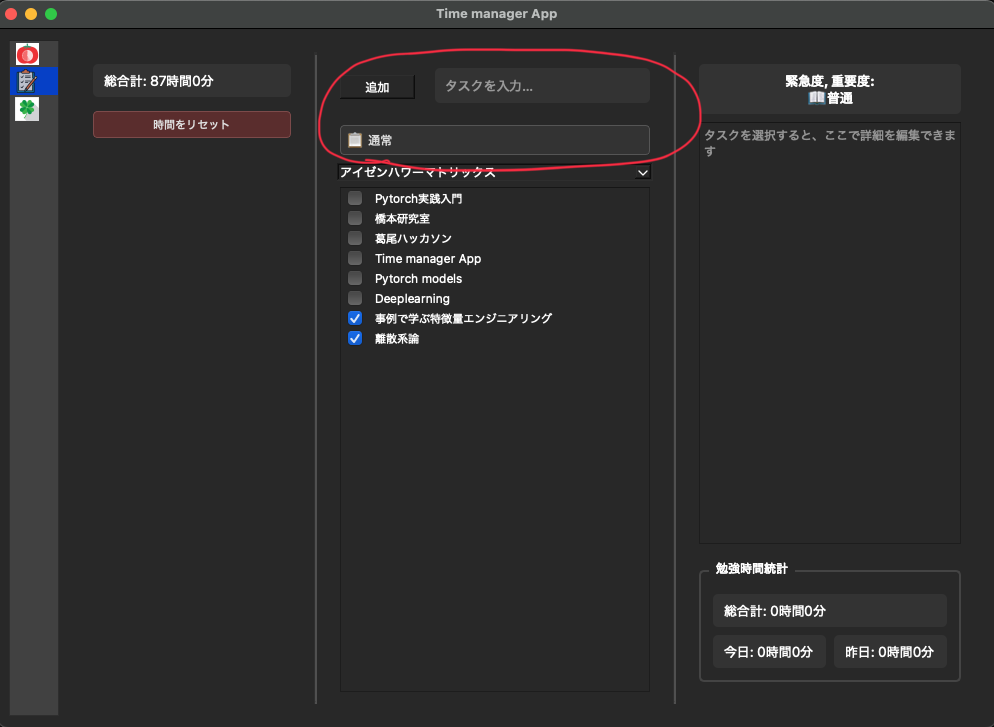 Time manager App
総合計: 87時間0分
時間をリセット
追加
タスクを入力...
通常
アイゼンハワーマトリックス
Pytorch実践入門
橋本研究室
葛尾ハッカソン
Time manager App
Pytorch models
Deeplearning
事例で学ぶ特徴量エンジニアリング
離散系論
緊急度, 重要度:
普通
タスクを選択すると、ここで詳細を編集できま
す
勉強時間統計
総合計: 0時間0分
今日: 0時間0分
昨日: 0時間0分